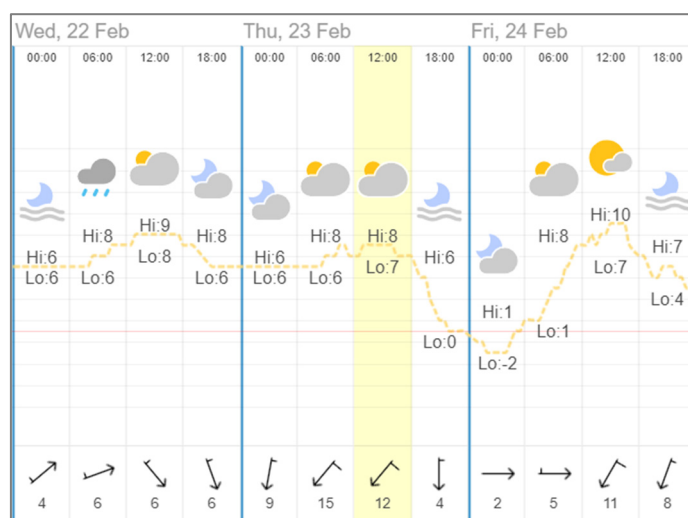 Wed, 22 Feb Thu, 23 Feb Fri, 24 Feb
00:00 06:00 12:00 18:00 00:00 06:00 12:00 18:00 00:00 06:00 12:00 18:00
Hi:6 Hi:8 Hi:9 Hi:8 Hi:6 Hi:8 Hi:8 Hi:6 Hi:1 Hi:8 Hi:10 Hi:7
Lo:6 Lo:6 Lo:8 Lo:6 Lo:6 Lo:6 Lo:7 Lo:0 Lo:-2 Lo:1 Lo:7 Lo:4
4 6 6 6 9 15 12 4 2 5 11 8